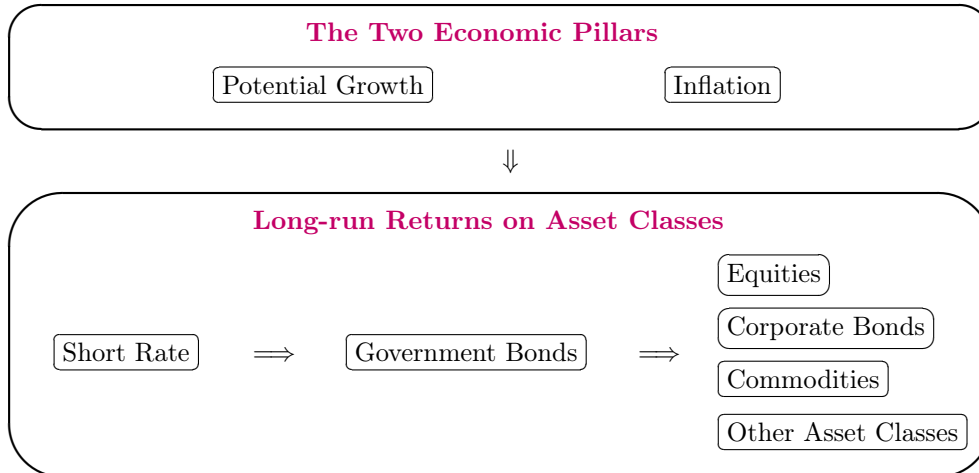 The Two Economic Pillars
Potential Growth Inflation
⇓
Long-run Returns on Asset Classes
Equities
Corporate Bonds
Short Rate ⟹ Government Bonds ⟹
Commodities
Other Asset Classes